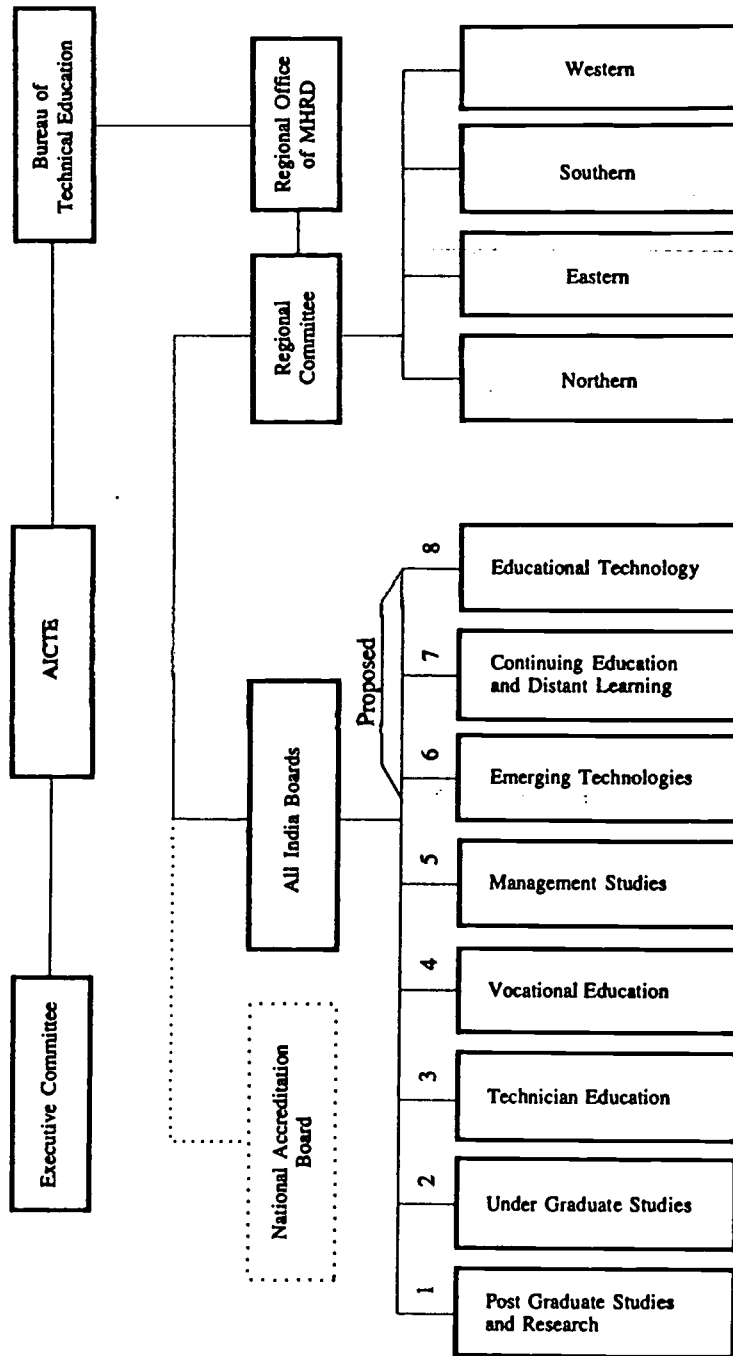 Executive Committee
AICTE
Bureau of
Technical Education
National Accreditation
Board
All India Boards
Regional
Committee
Regional Office
of MHRD
Proposed
1
2
3
4
5
6
7
8
Post Graduate Studies
and Research
Under Graduate Studies
Technician Education
Vocational Education
Management Studies
Emerging Technologies
Continuing Education
and Distant Learning
Educational Technology
Northern
Eastern
Southern
Western